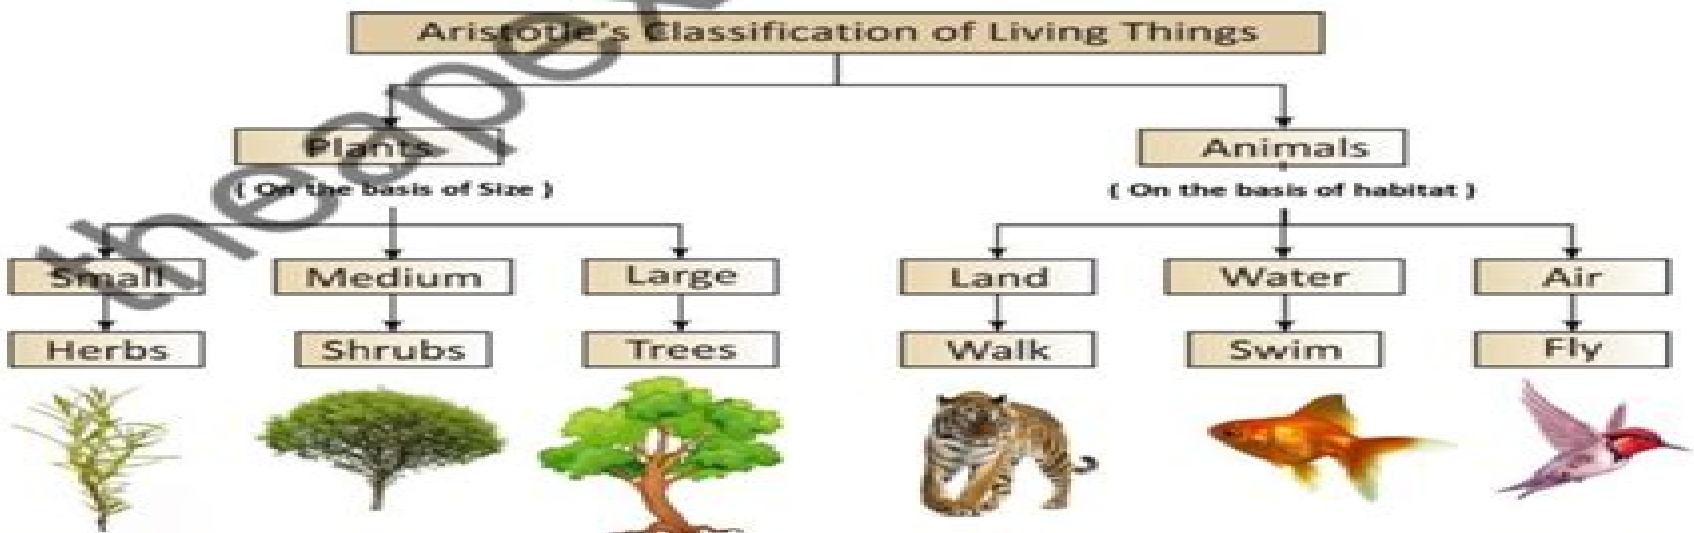 Aristotle's Classification of Living Things
Plants
Animals
( On the basis of Size )
( On the basis of habitat )
Small
Medium
Large
Land
Water
Air
Herbs
Shrubs
Trees
Walk
Swim
Fly
theapex